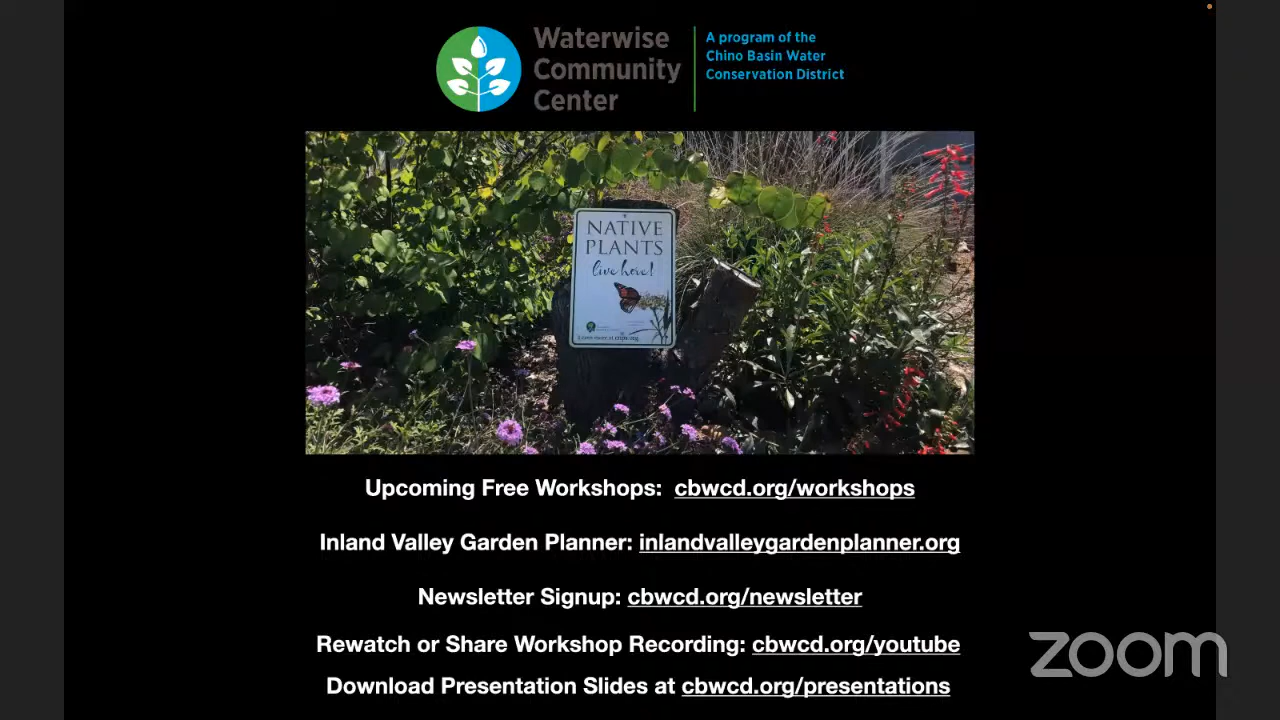 Waterwise
Community
Center
A program of the
Chino Basin Water
Conservation District
NATIVE
PLANTS
live here!
Upcoming Free Workshops: cbwcd.org/workshops
Inland Valley Garden Planner: inlandvalleygardenplanner.org
Newsletter Signup: cbwcd.org/newsletter
Rewatch or Share Workshop Recording: cbwcd.org/youtube
Download Presentation Slides at cbwcd.org/presentations
zoom